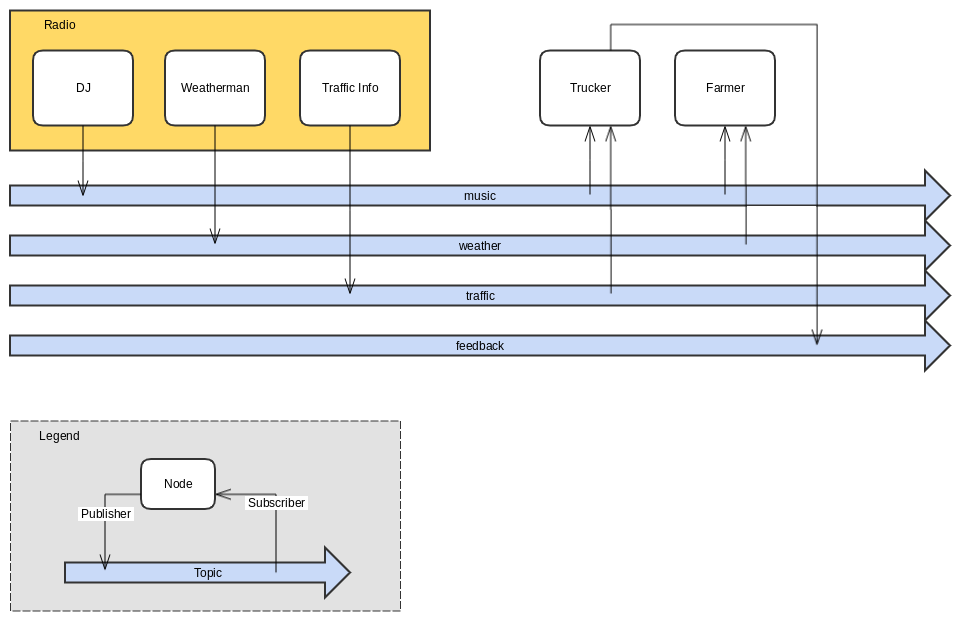 Radio
DJ
Weatherman
Traffic Info
Trucker
Farmer
music
weather
traffic
feedback
Legend
Node
Publisher
Subscriber
Topic